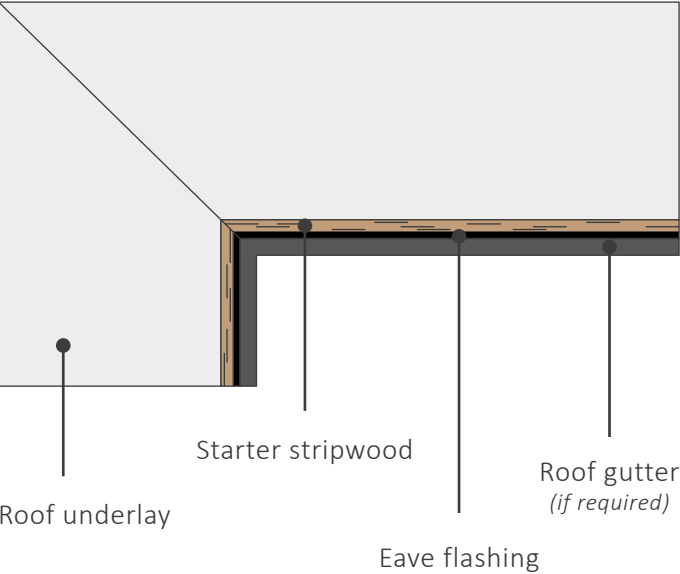 Starter stripwood
Roof gutter
(if required)
Roof underlay
Eave flashing